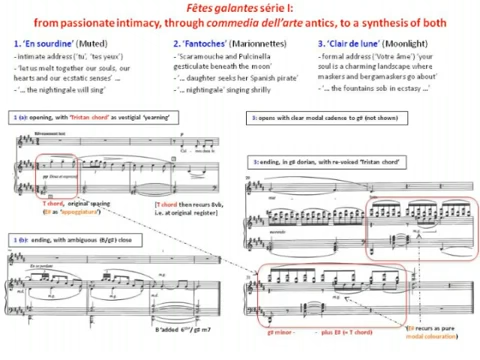 Fêtes galantes série I:
from passionate intimacy, through commedia dell'arte antics, to a synthesis of both
1. 'En sourdine' (Muted)
- intimate address ('tu', 'tes yeux')
- 'let us melt together our souls, our
hearts and our ecstatic senses' ...
- '... the nightingale will sing'
2. 'Fantoches' (Marionnettes)
- 'Scaramouche and Pulcinella
gesticulate beneath the moon'
- '... daughter seeks her Spanish pirate'
- '... nightingale' singing shrilly
3. 'Clair de lune' (Moonlight)
- formal address ('Votre âme') 'your
soul is a charming landscape where
maskers and bergamaskers go about'
- '... the fountains sob in ecstasy ...'
1 (a): opening, with 'Tristan chord' as vestigial 'yearning'
T chord, original spacing
(E# as 'appoggiatura')
[T chord then recurs 8vb,
i.e. at original register]
1 (b): ending, with ambiguous (B/g#) close
B 'added 6th' / g# m7
3: opens with clear modal cadence to g# (not shown)
3: ending, in g# dorian, with re-voiced 'Tristan chord'
g# minor - - plus E# (= T chord)
(E# recurs as pure
modal colouration)